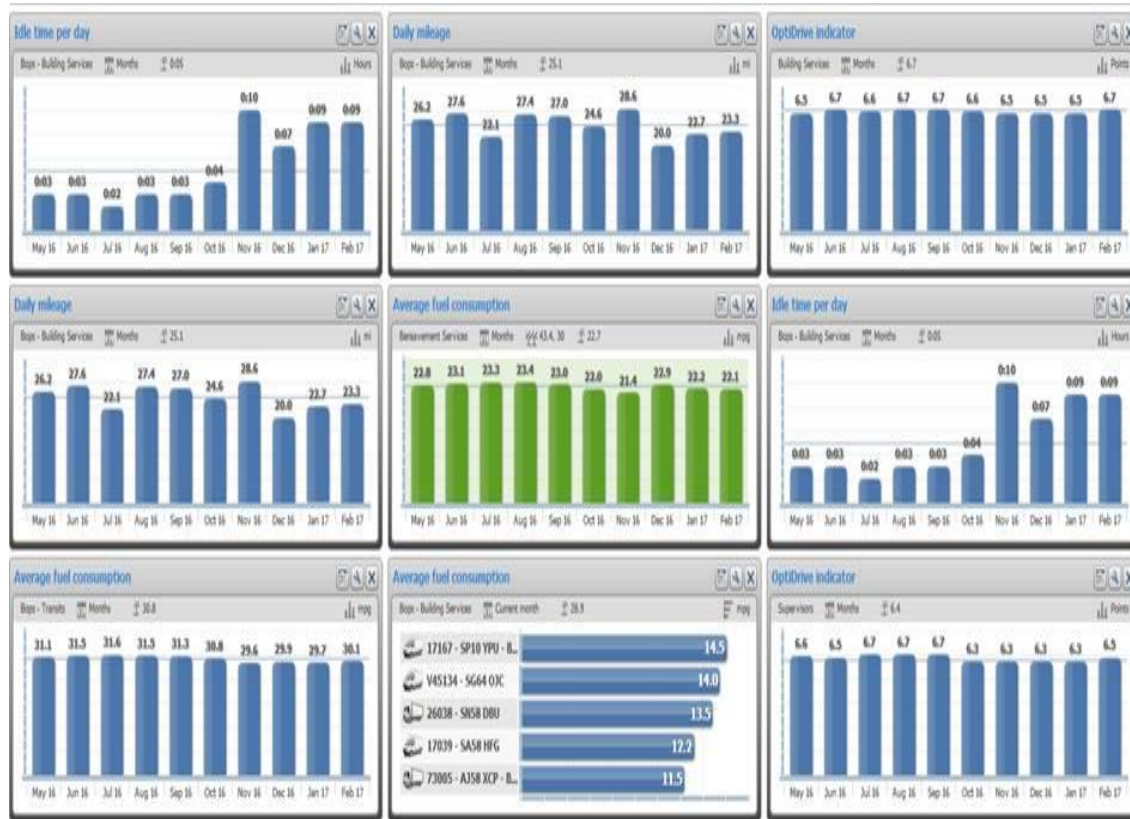 Idle time per day
Bops - Building Services Months 0:05 Hours
0:03 0:03 0:02 0:03 0:03 0:04 0:10 0:07 0:09 0:09
May 16 Jun 16 Jul 16 Aug 16 Sep 16 Oct 16 Nov 16 Dec 16 Jan 17 Feb 17
Daily mileage
Bops - Building Services Months 25.1 mi
26.2 27.6 22.1 27.4 27.0 24.6 28.6 20.0 22.7 23.3
May 16 Jun 16 Jul 16 Aug 16 Sep 16 Oct 16 Nov 16 Dec 16 Jan 17 Feb 17
OptiDrive indicator
Building Services Months 6.7 Points
6.5 6.7 6.6 6.7 6.7 6.6 6.5 6.5 6.5 6.7
May 16 Jun 16 Jul 16 Aug 16 Sep 16 Oct 16 Nov 16 Dec 16 Jan 17 Feb 17
Daily mileage
Bops - Building Services Months 25.1 mi
26.2 27.6 22.1 27.4 27.0 24.6 28.6 20.0 22.7 23.3
May 16 Jun 16 Jul 16 Aug 16 Sep 16 Oct 16 Nov 16 Dec 16 Jan 17 Feb 17
Average fuel consumption
Bereavement Services Months 43.4, 30 22.7 mpg
22.8 23.1 23.3 23.4 23.0 22.0 21.4 22.9 22.2 22.1
May 16 Jun 16 Jul 16 Aug 16 Sep 16 Oct 16 Nov 16 Dec 16 Jan 17 Feb 17
Idle time per day
Bops - Building Services Months 0:05 Hours
0:03 0:03 0:02 0:03 0:03 0:04 0:10 0:07 0:09 0:09
May 16 Jun 16 Jul 16 Aug 16 Sep 16 Oct 16 Nov 16 Dec 16 Jan 17 Feb 17
Average fuel consumption
Bops - Transits Months 30.8 mpg
31.1 31.5 31.6 31.5 31.3 30.8 29.6 29.9 29.7 30.1
May 16 Jun 16 Jul 16 Aug 16 Sep 16 Oct 16 Nov 16 Dec 16 Jan 17 Feb 17
Average fuel consumption
Bops - Building Services Current month 28.9 mpg
17167 - SP10 YPU - B... 14.5
V45134 - SG64 OJC 14.0
26038 - SN58 DBU 13.5
17039 - SA58 HFG 12.2
73005 - AJ58 XCP - B... 11.5
OptiDrive indicator
Supervisors Months 6.4 Points
6.6 6.5 6.7 6.7 6.7 6.3 6.3 6.3 6.3 6.5
May 16 Jun 16 Jul 16 Aug 16 Sep 16 Oct 16 Nov 16 Dec 16 Jan 17 Feb 17